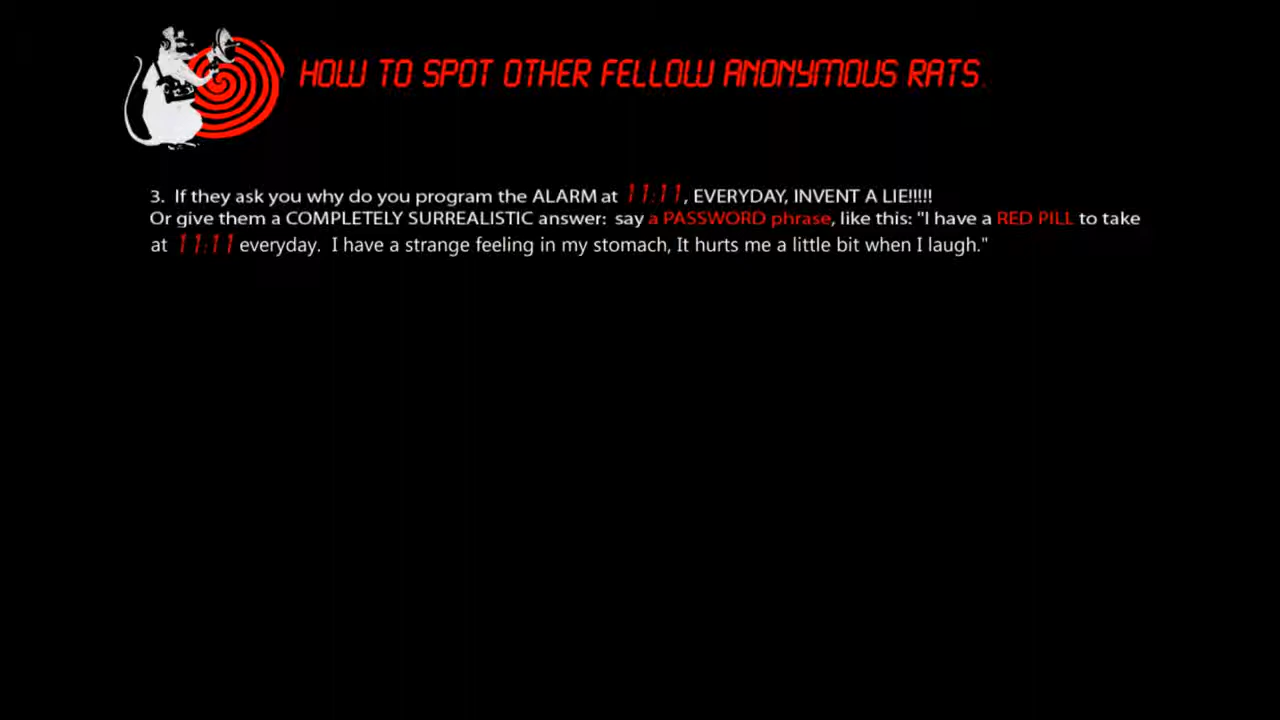 HOW TO SPOT OTHER FELLOW ANONYMOUS RATS.
3. If they ask you why do you program the ALARM at 11:11, EVERYDAY, INVENT A LIE!!!!!
Or give them a COMPLETELY SURREALISTIC answer: say a PASSWORD phrase, like this: "I have a RED PILL to take
at 11:11 everyday. I have a strange feeling in my stomach, It hurts me a little bit when I laugh."